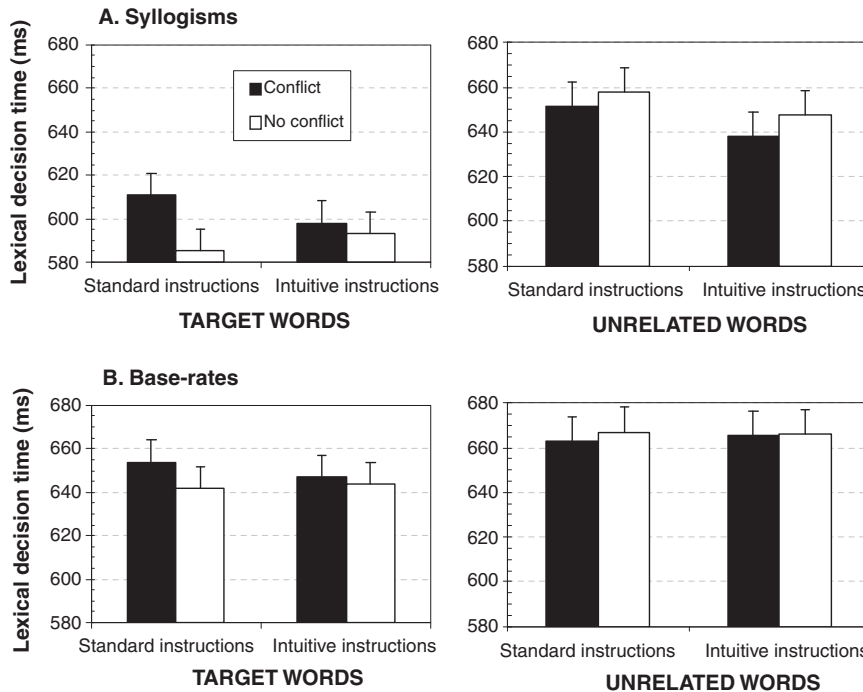 A. Syllogisms
Lexical decision time (ms)
680
660
640
620
600
580
Conflict
No conflict
Standard instructions
Intuitive instructions
TARGET WORDS
680
660
640
620
600
580
Standard instructions
Intuitive instructions
UNRELATED WORDS
B. Base-rates
Lexical decision time (ms)
680
660
640
620
600
580
Standard instructions
Intuitive instructions
TARGET WORDS
680
660
640
620
600
580
Standard instructions
Intuitive instructions
UNRELATED WORDS